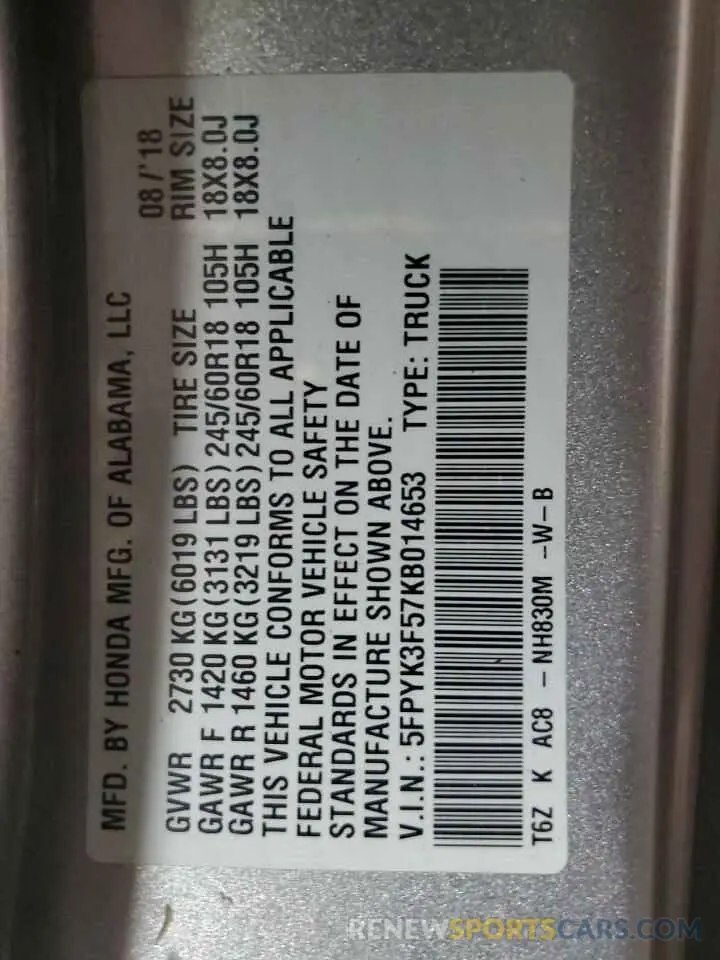 MFD. BY HONDA MFG. OF ALABAMA, LLC
08/'18
GVWR 2730 KG(6019 LBS) TIRE SIZE RIM SIZE
GAWR F 1420 KG(3131 LBS) 245/60R18 105H 18X8.0J
GAWR R 1460 KG(3219 LBS) 245/60R18 105H 18X8.0J
THIS VEHICLE CONFORMS TO ALL APPLICABLE
FEDERAL MOTOR VEHICLE SAFETY
STANDARDS IN EFFECT ON THE DATE OF
MANUFACTURE SHOWN ABOVE.
V.I.N.: 5FPYK3F57KB014653 TYPE: TRUCK
T6Z K AC8 - NH830M -W-B
RENEWSPORTSCARS.COM